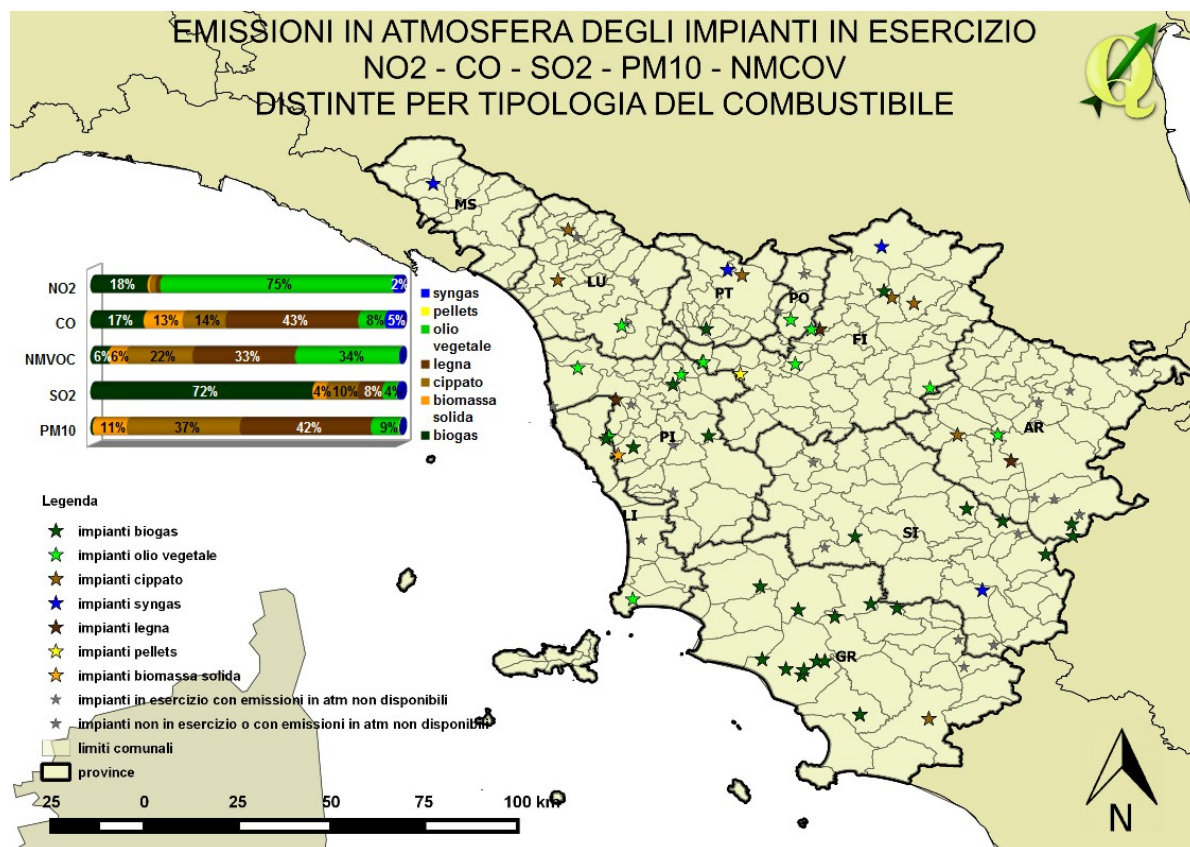 EMISSIONI IN ATMOSFERA DEGLI IMPIANTI IN ESERCIZIO
NO2 - CO - SO2 - PM10 - NMCOV
DISTINTE PER TIPOLOGIA DEL COMBUSTIBILE
Q
MS
LU
PT
PO
FI
AR
PI
LI
SI
GR
NO2 18% 75% 2%
CO 17% 13% 14% 43% 8% 5%
NMVOC 6% 6% 22% 33% 34%
SO2 72% 4% 10% 8% 4%
PM10 11% 37% 42% 9%
syngas
pellets
olio
vegetale
legna
cippato
biomassa
solida
biogas
Legenda
impianti biogas
impianti olio vegetale
impianti cippato
impianti syngas
impianti legna
impianti pellets
impianti biomassa solida
impianti in esercizio con emissioni in atm non disponibili
impianti non in esercizio o con emissioni in atm non disponibili
limiti comunali
province
25 0 25 50 75 100 km
N